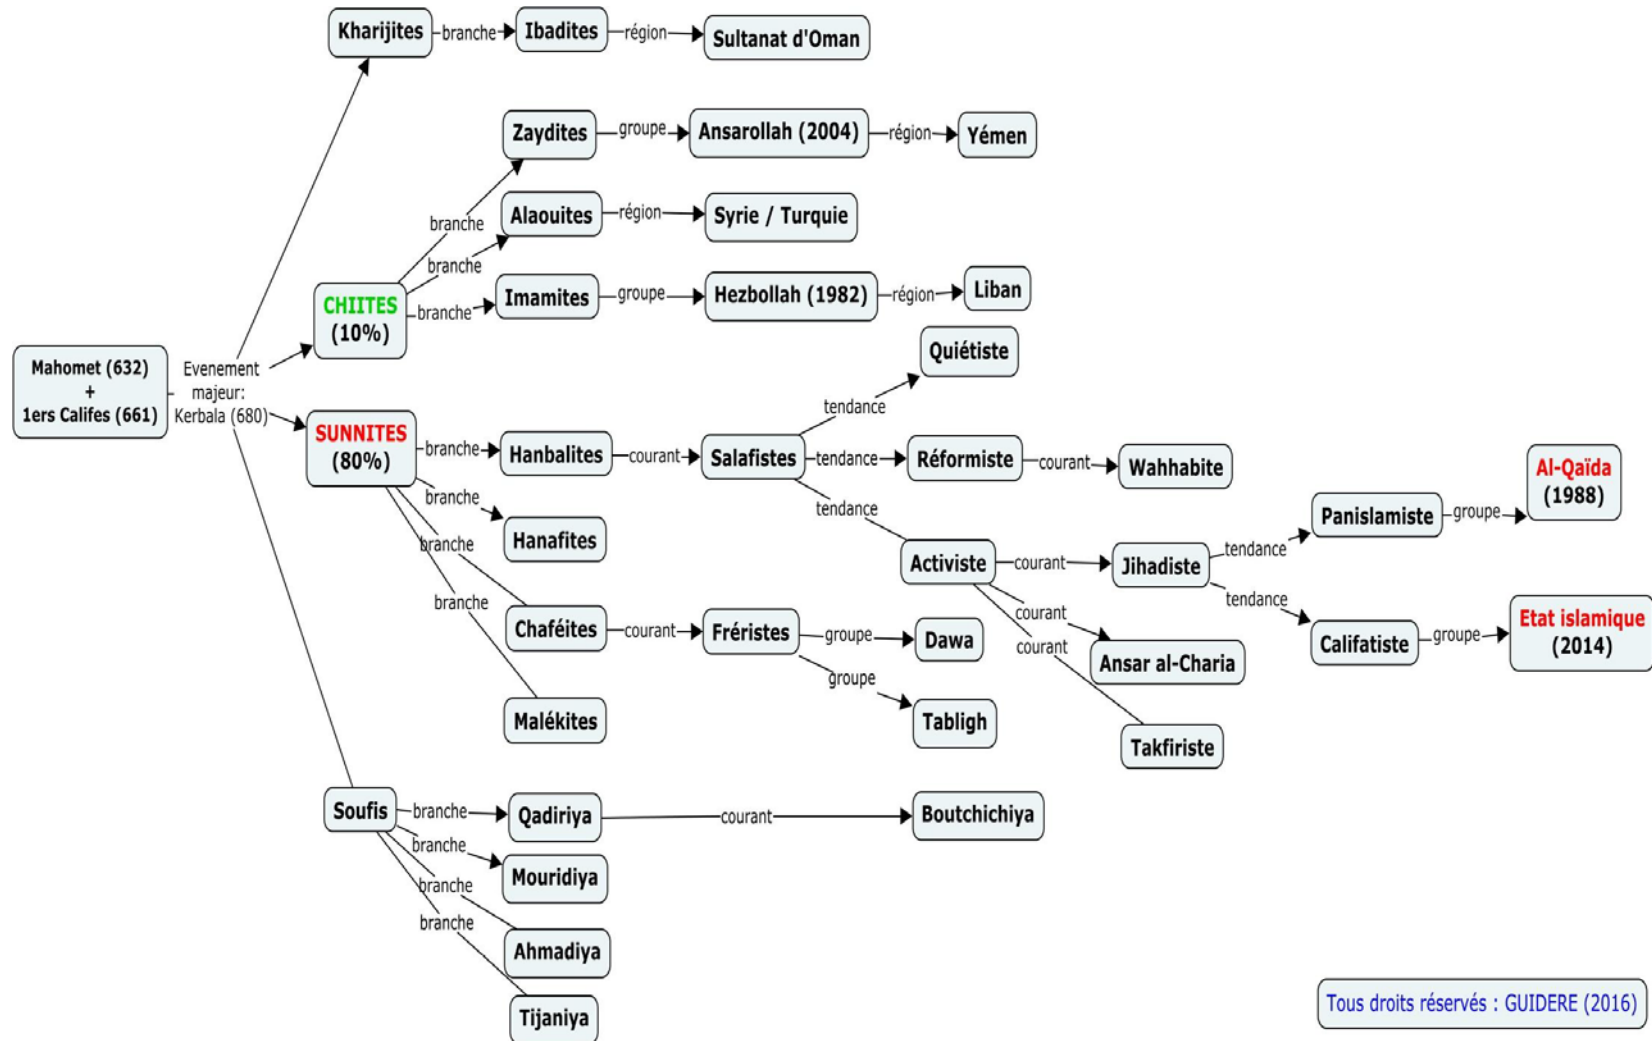 Kharijites
branche
Ibadites
région
Sultanat d'Oman
Zaydites
groupe
Ansarollah (2004)
région
Yémen
branche
Alaouites
région
Syrie / Turquie
branche
CHIITES
(10%)
branche
Imamites
groupe
Hezbollah (1982)
région
Liban
Mahomet (632)
+
1ers Califes (661)
Evenement
majeur:
Kerbala (680)
SUNNITES
(80%)
branche
Hanbalites
courant
Salafistes
tendance
Quiétiste
tendance
Réformiste
courant
Wahhabite
tendance
Activiste
courant
Jihadiste
tendance
Panislamiste
groupe
Al-Qaïda
(1988)
tendance
Califatiste
groupe
Etat islamique
(2014)
courant
Ansar al-Charia
courant
Takfiriste
branche
Hanafites
branche
Chaféites
courant
Fréristes
groupe
Dawa
groupe
Tabligh
branche
Malékites
Soufis
branche
Qadiriya
courant
Boutchichiya
branche
Mouridiya
branche
Ahmadiya
branche
Tijaniya
Tous droits réservés : GUIDERE (2016)